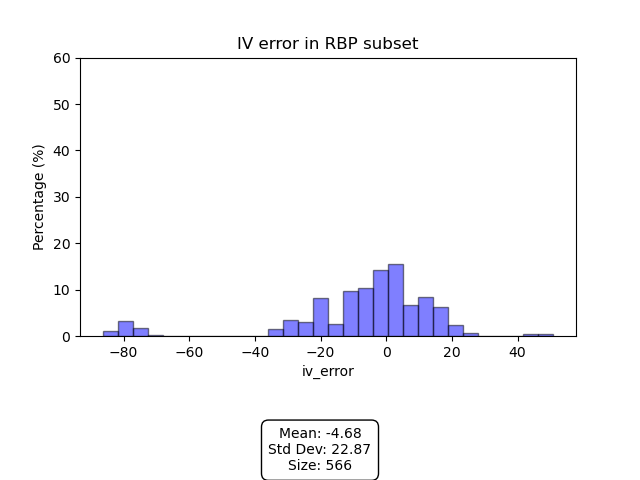 IV error in RBP subset
60
50
40
30
20
10
0
Percentage (%)
−80
−60
−40
−20
0
20
40
iv_error
Mean: -4.68
Std Dev: 22.87
Size: 566